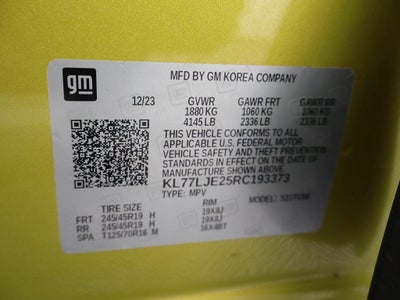 gm
MFD BY GM KOREA COMPANY
12/23 GVWR GAWR FRT GAWR RR
1880 KG 1060 KG 1060 KG
4145 LB 2336 LB 2336 LB
THIS VEHICLE CONFORMS TO ALL
APPLICABLE U.S. FEDERAL MOTOR
VEHICLE SAFETY AND THEFT PREVENTION
STANDARDS IN EFFECT ON THE DATE OF
MANUFACTURE SHOWN ABOVE.
KL77LJE25RC193373
TYPE: MPV
TIRE SIZE RIM
FRT 245/45R19 H 19X8J
RR 245/45R19 H 19X8J
SPA T125/70R16 M 16X4BT